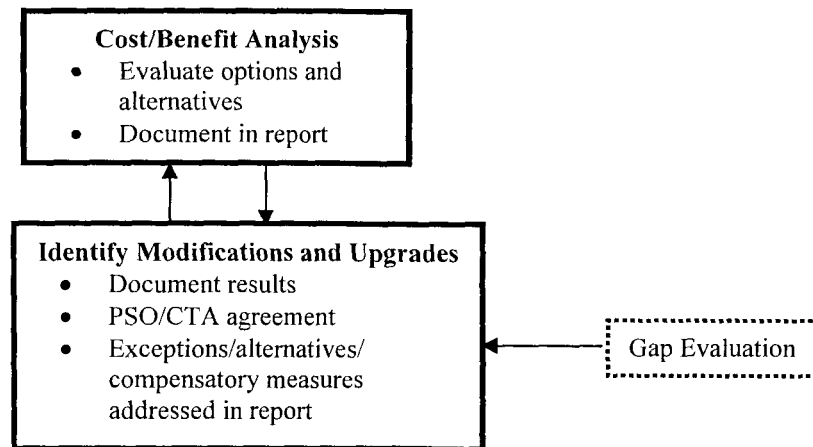 Cost/Benefit Analysis
• Evaluate options and
alternatives
• Document in report
Identify Modifications and Upgrades
• Document results
• PSO/CTA agreement
• Exceptions/alternatives/
compensatory measures
addressed in report
Gap Evaluation